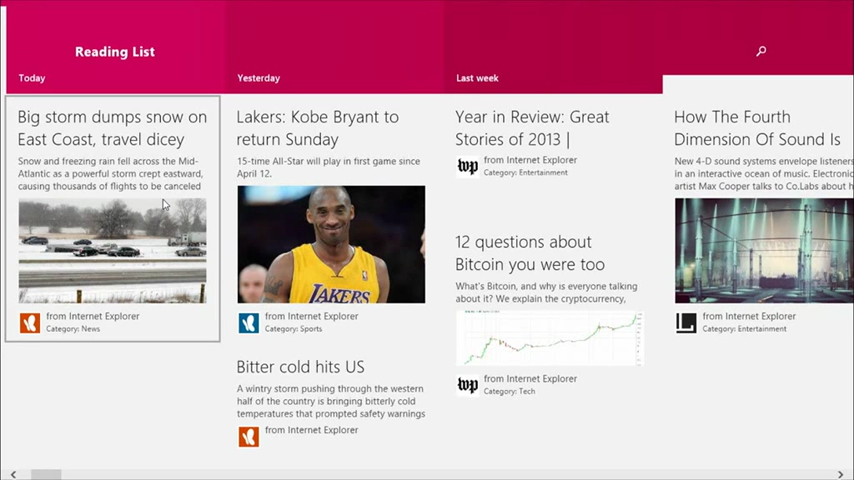 Reading List
Today
Big storm dumps snow on
East Coast, travel dicey
Snow and freezing rain fell across the Mid-
Atlantic as a powerful storm crept eastward,
causing thousands of flights to be canceled
from Internet Explorer
Category: News
Yesterday
Lakers: Kobe Bryant to
return Sunday
15-time All-Star will play in first game since
April 12.
LAKERS
from Internet Explorer
Category: Sports
Bitter cold hits US
A wintry storm pushing through the western
half of the country is bringing bitterly cold
temperatures that prompted safety warnings
from Internet Explorer
Last week
Year in Review: Great
Stories of 2013 |
wp
from Internet Explorer
Category: Entertainment
12 questions about
Bitcoin you were too
What's Bitcoin, and why is everyone talking
about it? We explain the cryptocurrency,
wp
from Internet Explorer
Category: Tech
How The Fourth
Dimension Of Sound Is
New 4-D sound systems envelope listeners
in an interactive ocean of music. Electronic
artist Max Cooper talks to Co.Labs about h
L
from Internet Explorer
Category: Entertainment